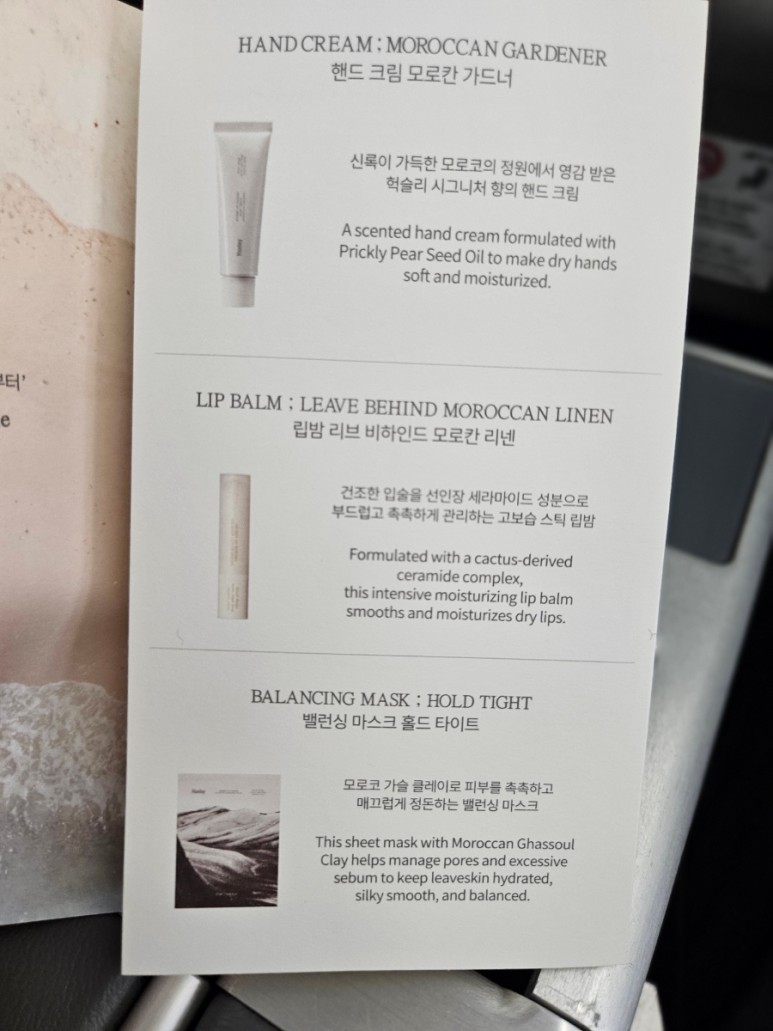 HAND CREAM ; MOROCCAN GARDENER
핸드 크림 모로칸 가드너
신록이 가득한 모로코의 정원에서 영감 받은
헉슬리 시그니처 향의 핸드 크림
A scented hand cream formulated with
Prickly Pear Seed Oil to make dry hands
soft and moisturized.
LIP BALM ; LEAVE BEHIND MOROCCAN LINEN
립밤 리브 비하인드 모로칸 리넨
건조한 입술을 선인장 세라마이드 성분으로
부드럽고 촉촉하게 관리하는 고보습 스틱 립밤
Formulated with a cactus-derived
ceramide complex,
this intensive moisturizing lip balm
smooths and moisturizes dry lips.
BALANCING MASK ; HOLD TIGHT
밸런싱 마스크 홀드 타이트
Huxley
모로코 가슬 클레이로 피부를 촉촉하고
매끄럽게 정돈하는 밸런싱 마스크
This sheet mask with Moroccan Ghassoul
Clay helps manage pores and excessive
sebum to keep leaveskin hydrated,
silky smooth, and balanced.